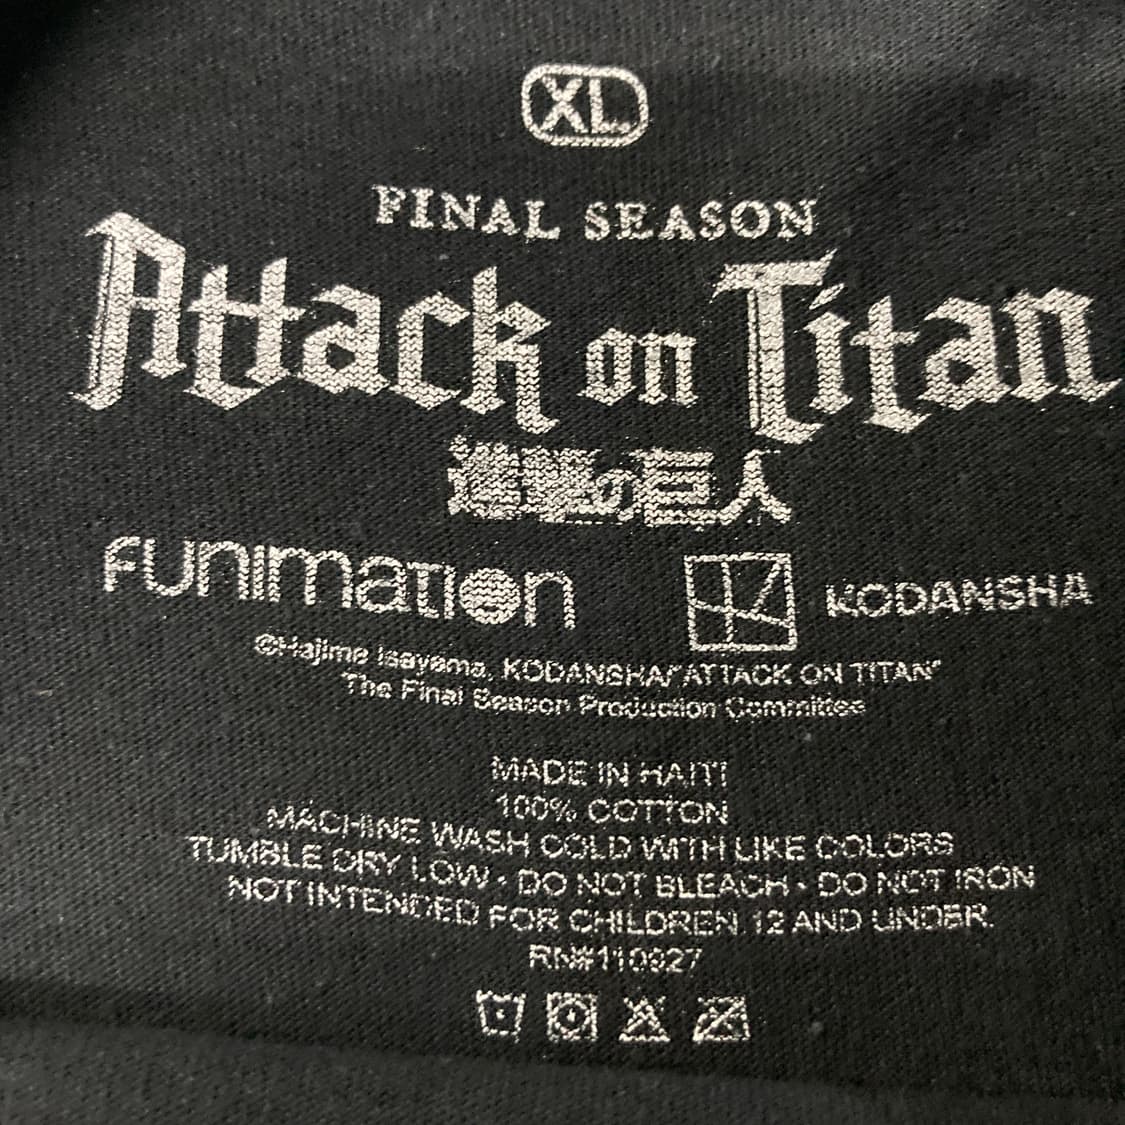 XL
FINAL SEASON
Attack on Titan
進撃の巨人
FUNIMATION
KODANSHA
©Hajime Isayama, KODANSHA/"ATTACK ON TITAN"
The Final Season Production Committee
MADE IN HAITI
100% COTTON
MACHINE WASH COLD WITH LIKE COLORS
TUMBLE DRY LOW • DO NOT BLEACH • DO NOT IRON
NOT INTENDED FOR CHILDREN 12 AND UNDER.
RN#110927